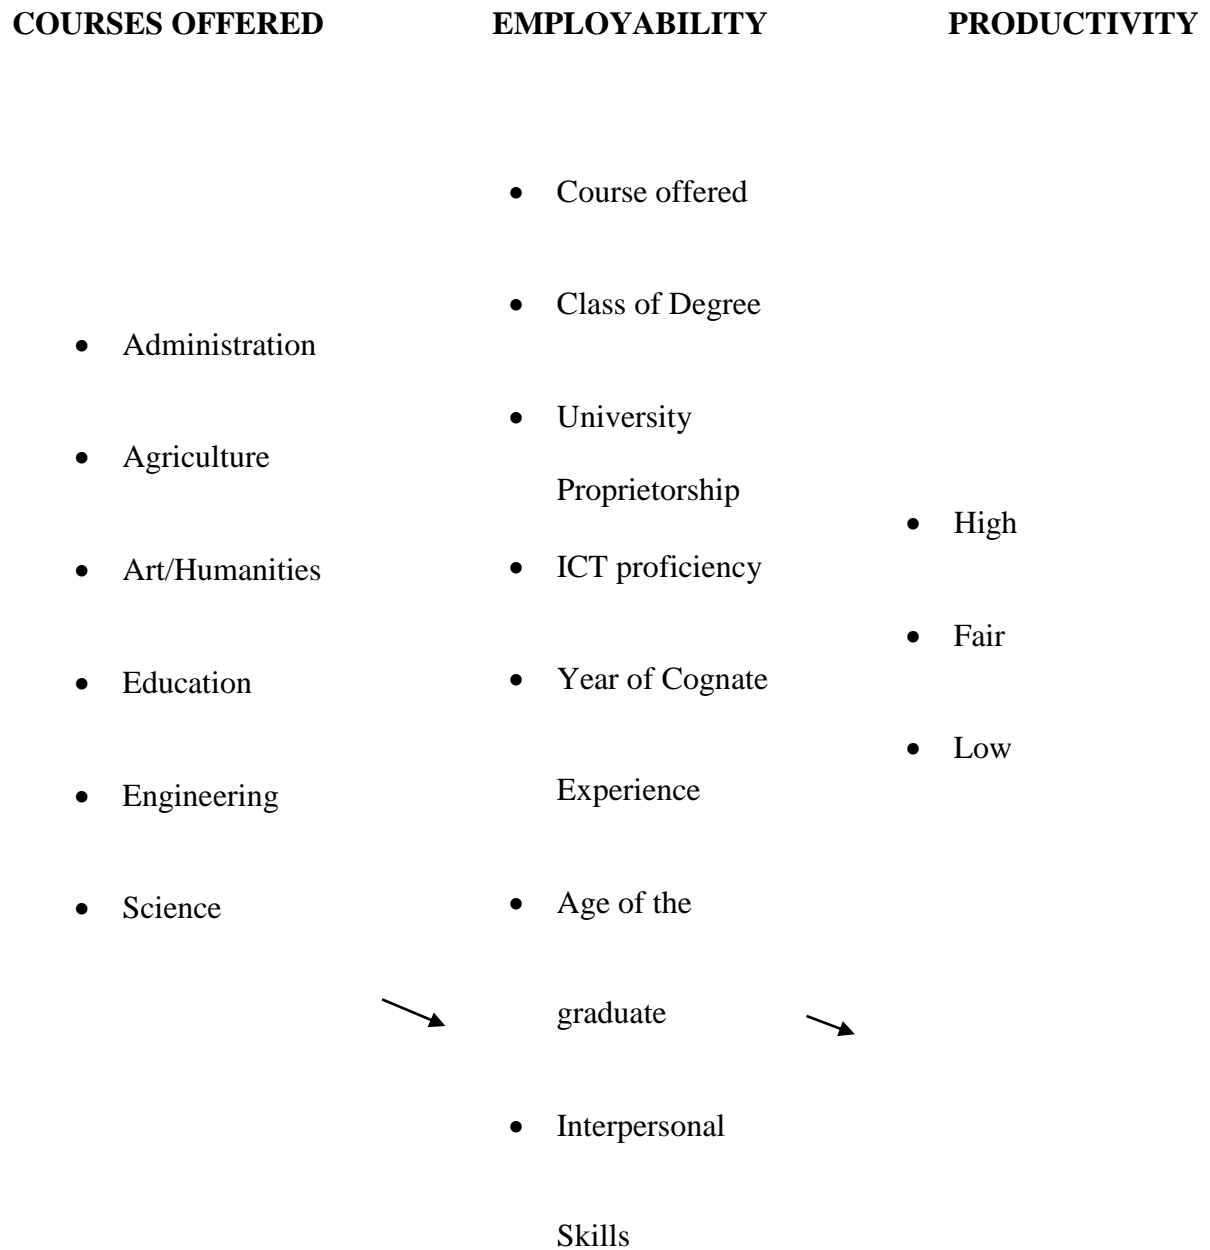 COURSES OFFERED
EMPLOYABILITY
PRODUCTIVITY
• Administration
• Agriculture
• Art/Humanities
• Education
• Engineering
• Science
• Course offered
• Class of Degree
• University
Proprietorship
• ICT proficiency
• Year of Cognate
Experience
• Age of the
graduate
• Interpersonal
Skills
• High
• Fair
• Low